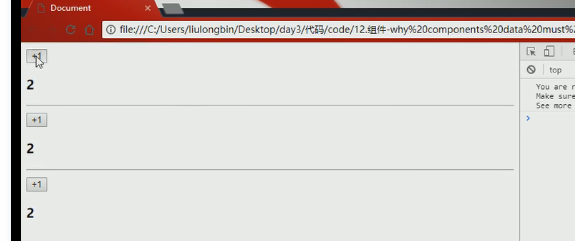 Document
file:///C:/Users/liulongbin/Desktop/day3/代码/code/12.组件-why%20components%20data%20must%2
+1
top
2
You are r
Make sure
See more
+1
2
+1
2